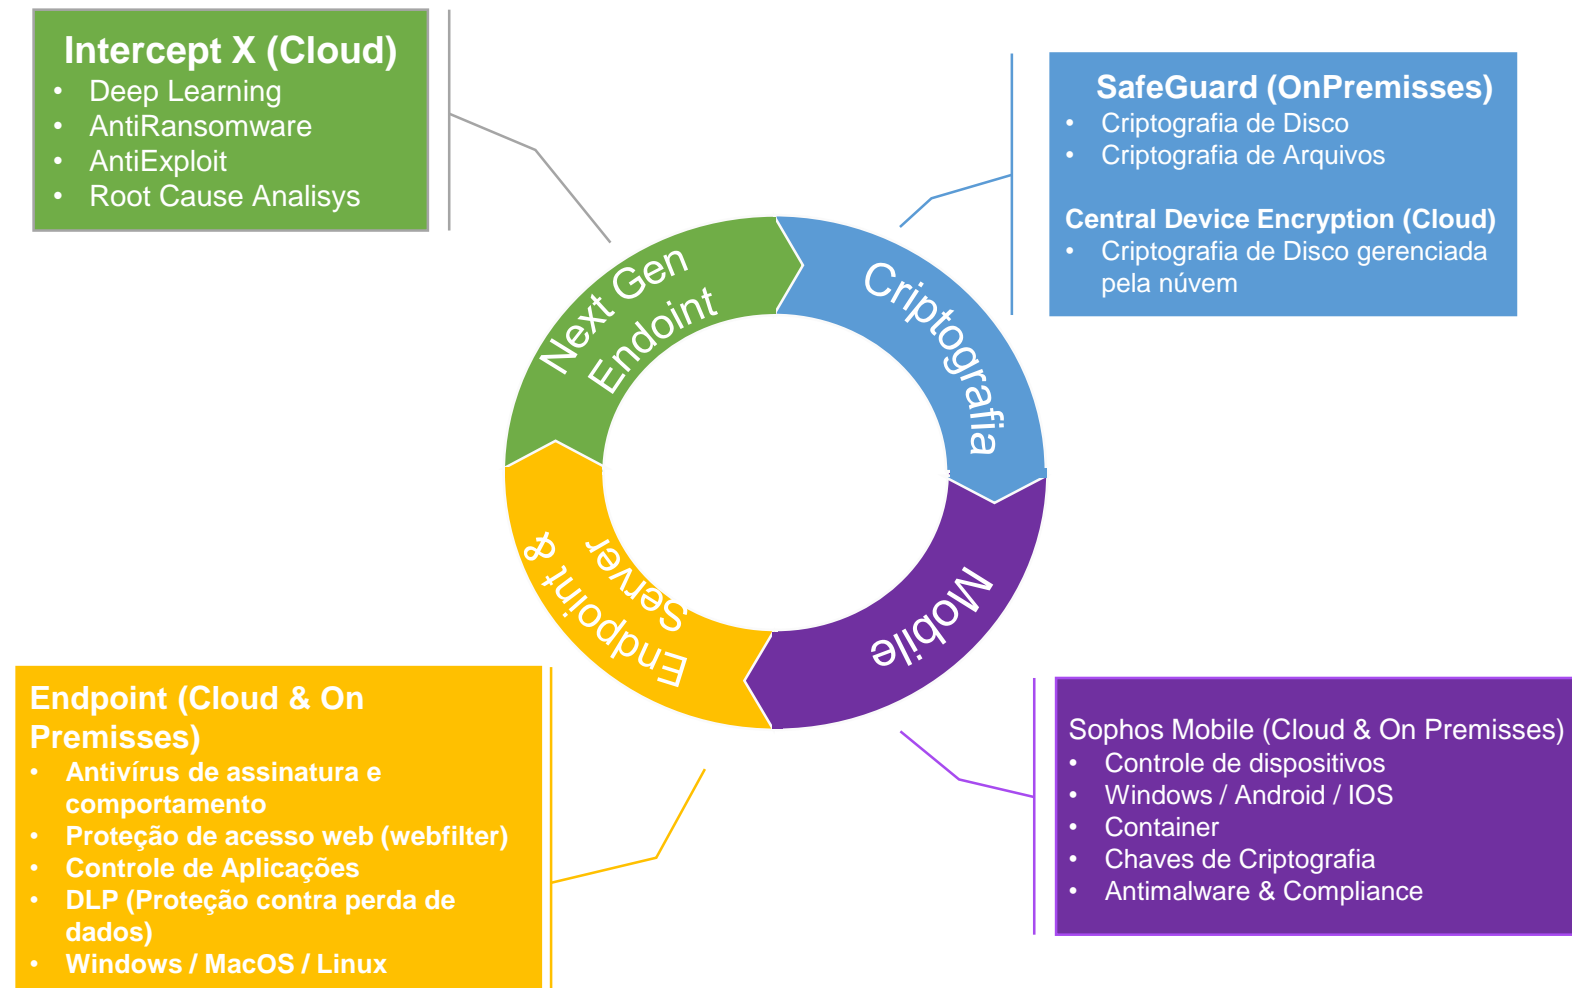 Intercept X (Cloud)
• Deep Learning
• AntiRansomware
• AntiExploit
• Root Cause Analisys
SafeGuard (OnPremisses)
• Criptografia de Disco
• Criptografia de Arquivos
Central Device Encryption (Cloud)
• Criptografia de Disco gerenciada
pela núvem
Next Gen
Endoint
Criptografia
Endpoint &
Server
Mobile
Endpoint (Cloud & On
Premisses)
• Antivírus de assinatura e
comportamento
• Proteção de acesso web (webfilter)
• Controle de Aplicações
• DLP (Proteção contra perda de
dados)
• Windows / MacOS / Linux
Sophos Mobile (Cloud & On Premisses)
• Controle de dispositivos
• Windows / Android / IOS
• Container
• Chaves de Criptografia
• Antimalware & Compliance